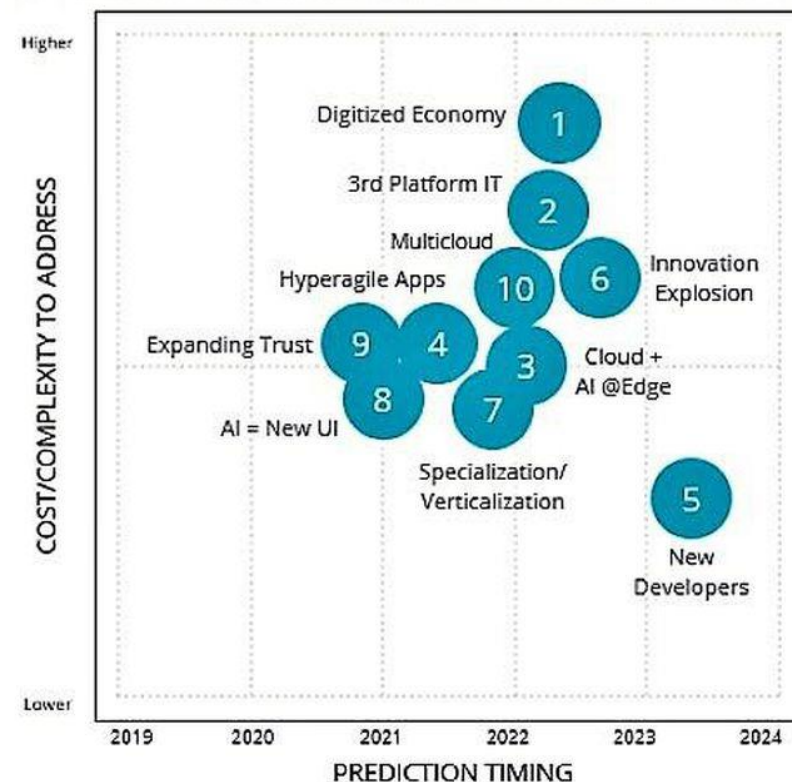 Higher
Digitized Economy
1
3rd Platform IT
2
Multicloud
10
6
Innovation
Explosion
Hyperagile Apps
Expanding Trust
9
4
3
Cloud +
AI @Edge
8
7
AI = New UI
Specialization/
Verticalization
5
New
Developers
COST/COMPLEXITY TO ADDRESS
Lower
2019 2020 2021 2022 2023 2024
PREDICTION TIMING